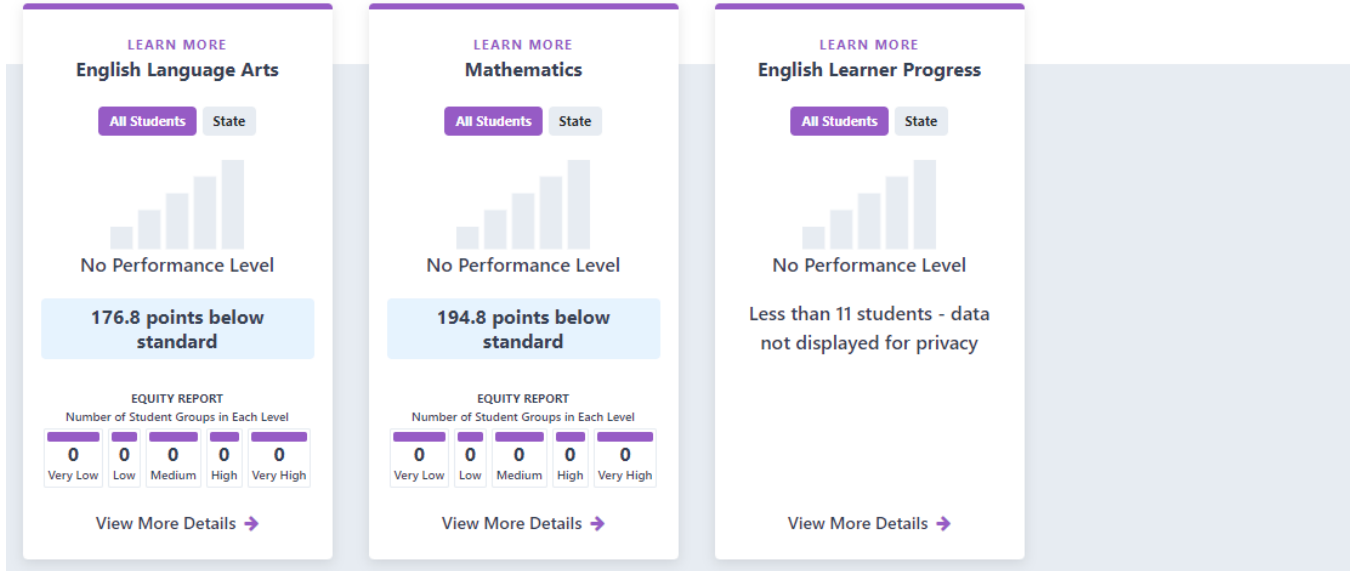 LEARN MORE
English Language Arts
All Students State
No Performance Level
176.8 points below
standard
EQUITY REPORT
Number of Student Groups in Each Level
0 0 0 0 0
Very Low Low Medium High Very High
View More Details
LEARN MORE
Mathematics
All Students State
No Performance Level
194.8 points below
standard
EQUITY REPORT
Number of Student Groups in Each Level
0 0 0 0 0
Very Low Low Medium High Very High
View More Details
LEARN MORE
English Learner Progress
All Students State
No Performance Level
Less than 11 students - data
not displayed for privacy
View More Details